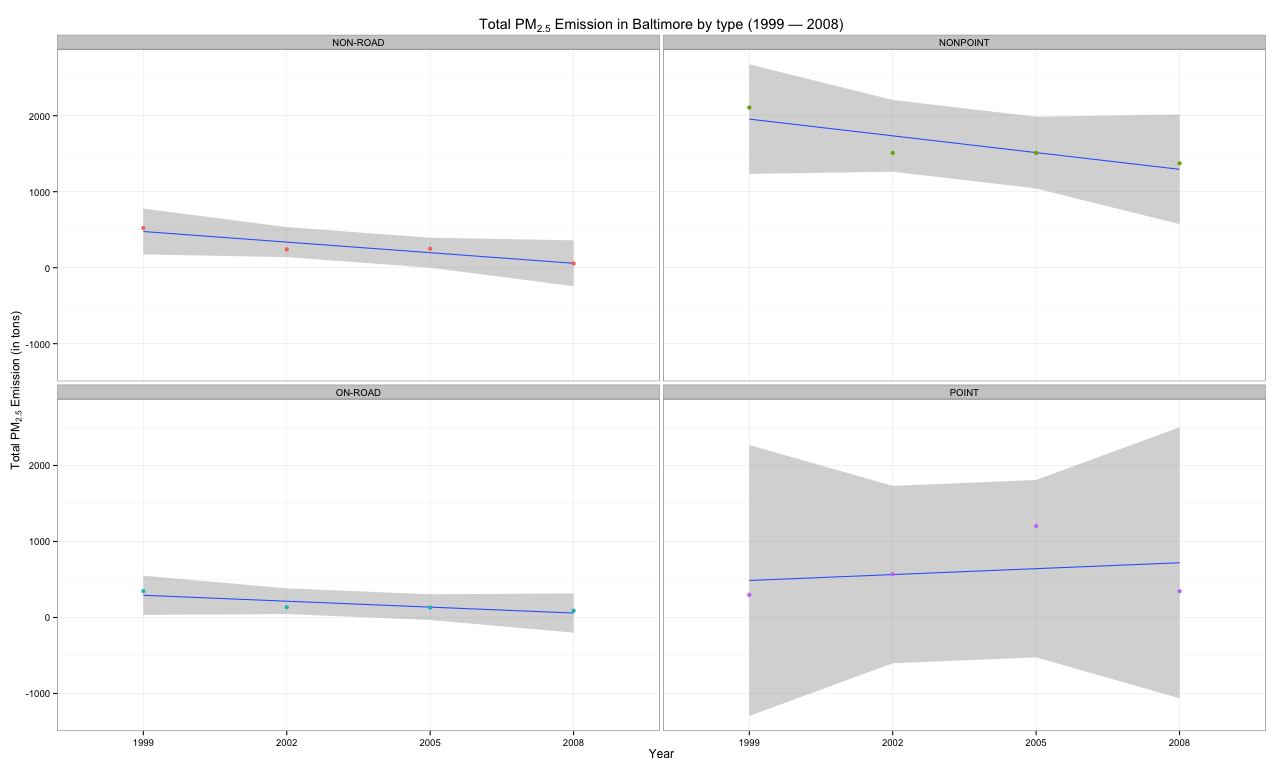 Total PM2.5 Emission in Baltimore by type (1999 — 2008)
NON-ROAD
NONPOINT
2000
1000
0
-1000
ON-ROAD
POINT
2000
1000
0
-1000
Total PM2.5 Emission (in tons)
1999 2002 2005 2008 1999 2002 2005 2008
Year